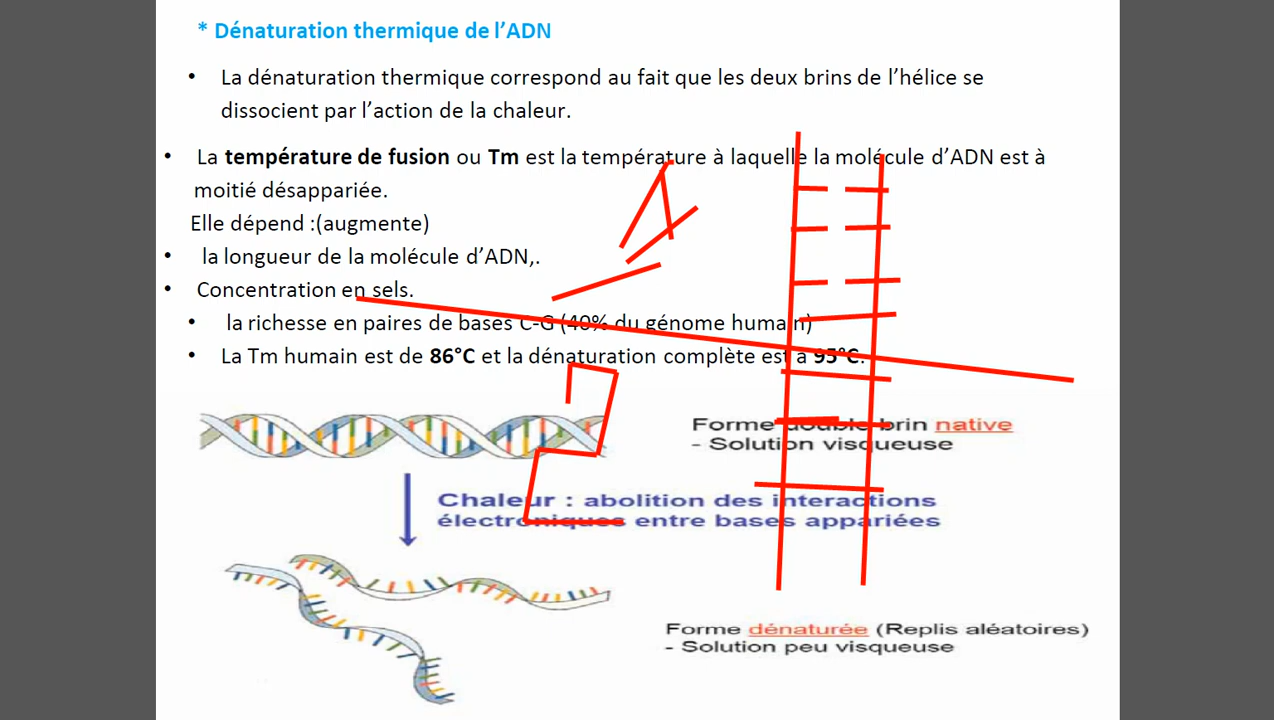 * Dénaturation thermique de l’ADN
• La dénaturation thermique correspond au fait que les deux brins de l’hélice se
dissocient par l’action de la chaleur.
• La température de fusion ou Tm est la température à laquelle la molécule d’ADN est à
moitié désappariée.
Elle dépend :(augmente)
• la longueur de la molécule d’ADN,.
• Concentration en sels.
• la richesse en paires de bases C-G (40% du génome humain)
• La Tm humain est de 86°C et la dénaturation complète est à 95°C.
Forme double brin native
- Solution visqueuse
Chaleur : abolition des interactions
électroniques entre bases appariées
Forme dénaturée (Replis aléatoires)
- Solution peu visqueuse